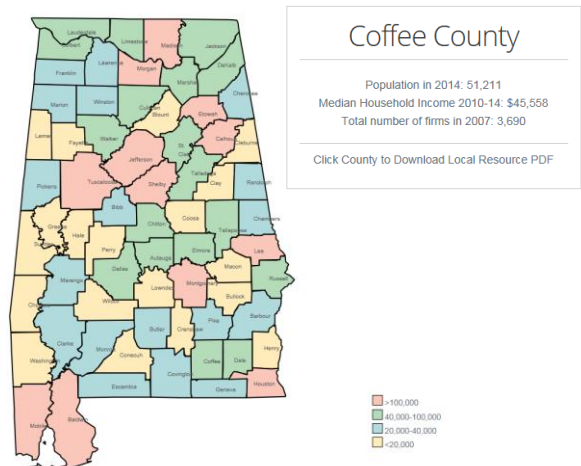 Lauderdale
Colbert
Limestone
Madison
Jackson
Lawrence
Morgan
DeKalb
Franklin
Marshall
Cherokee
Marion
Winston
Cullman
Blount
Etowah
Lamar
Fayette
Walker
Calhoun
Cleburne
Jefferson
St.
Clair
Talladega
Pickens
Tuscaloosa
Shelby
Clay
Randolph
Bibb
Greene
Hale
Chilton
Coosa
Tallapoosa
Chambers
Sumter
Perry
Autauga
Elmore
Lee
Dallas
Macon
Marengo
Lowndes
Montgomery
Russell
Choctaw
Wilcox
Bullock
Butler
Crenshaw
Pike
Barbour
Clarke
Monroe
Conecuh
Coffee
Dale
Henry
Washington
Covington
Escambia
Geneva
Houston
Mobile
Baldwin
Coffee County
Population in 2014: 51,211
Median Household Income 2010-14: $45,558
Total number of firms in 2007: 3,690
Click County to Download Local Resource PDF
>100,000
40,000-100,000
20,000-40,000
<20,000